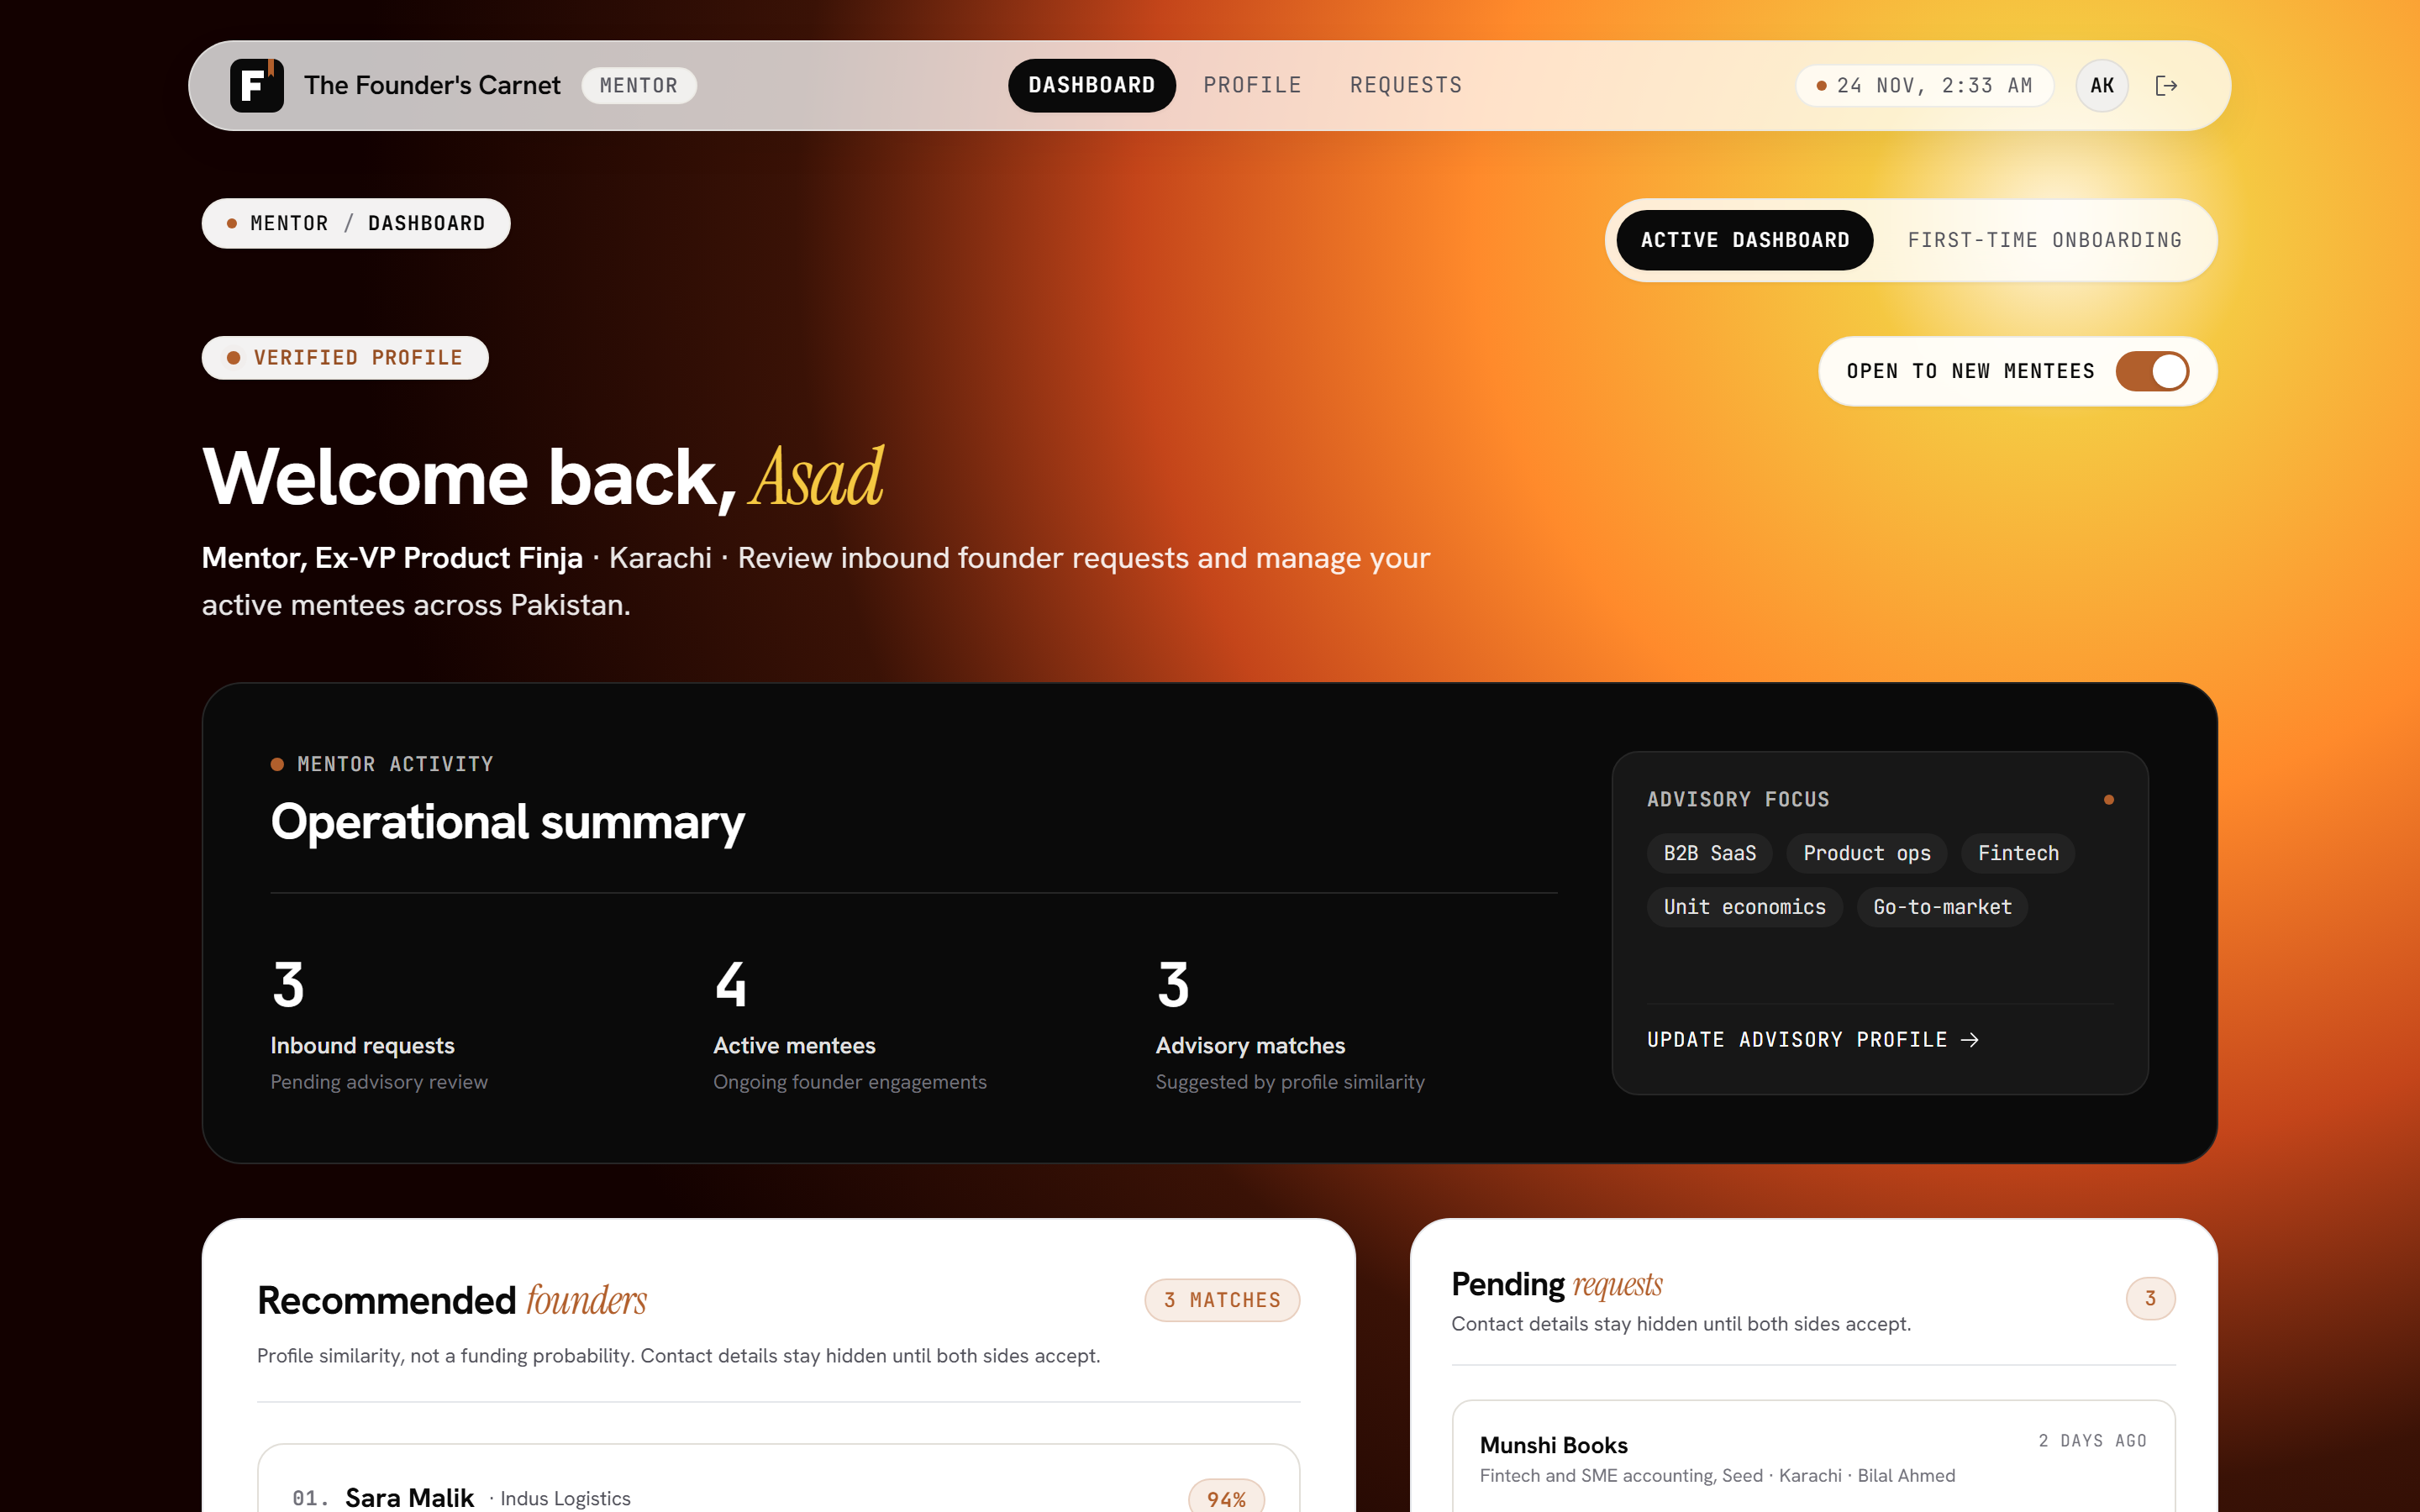 F The Founder's Carnet MENTOR DASHBOARD PROFILE REQUESTS 24 NOV, 2:33 AM AK
MENTOR / DASHBOARD
ACTIVE DASHBOARD FIRST-TIME ONBOARDING
VERIFIED PROFILE
OPEN TO NEW MENTEES
Welcome back, Asad
Mentor, Ex-VP Product Finja · Karachi · Review inbound founder requests and manage your
active mentees across Pakistan.
MENTOR ACTIVITY
Operational summary
3
Inbound requests
Pending advisory review
4
Active mentees
Ongoing founder engagements
3
Advisory matches
Suggested by profile similarity
ADVISORY FOCUS
B2B SaaS Product ops Fintech
Unit economics Go-to-market
UPDATE ADVISORY PROFILE →
Recommended founders
3 MATCHES
Profile similarity, not a funding probability. Contact details stay hidden until both sides accept.
01. Sara Malik · Indus Logistics
94%
Pending requests
3
Contact details stay hidden until both sides accept.
Munshi Books
2 DAYS AGO
Fintech and SME accounting, Seed · Karachi · Bilal Ahmed